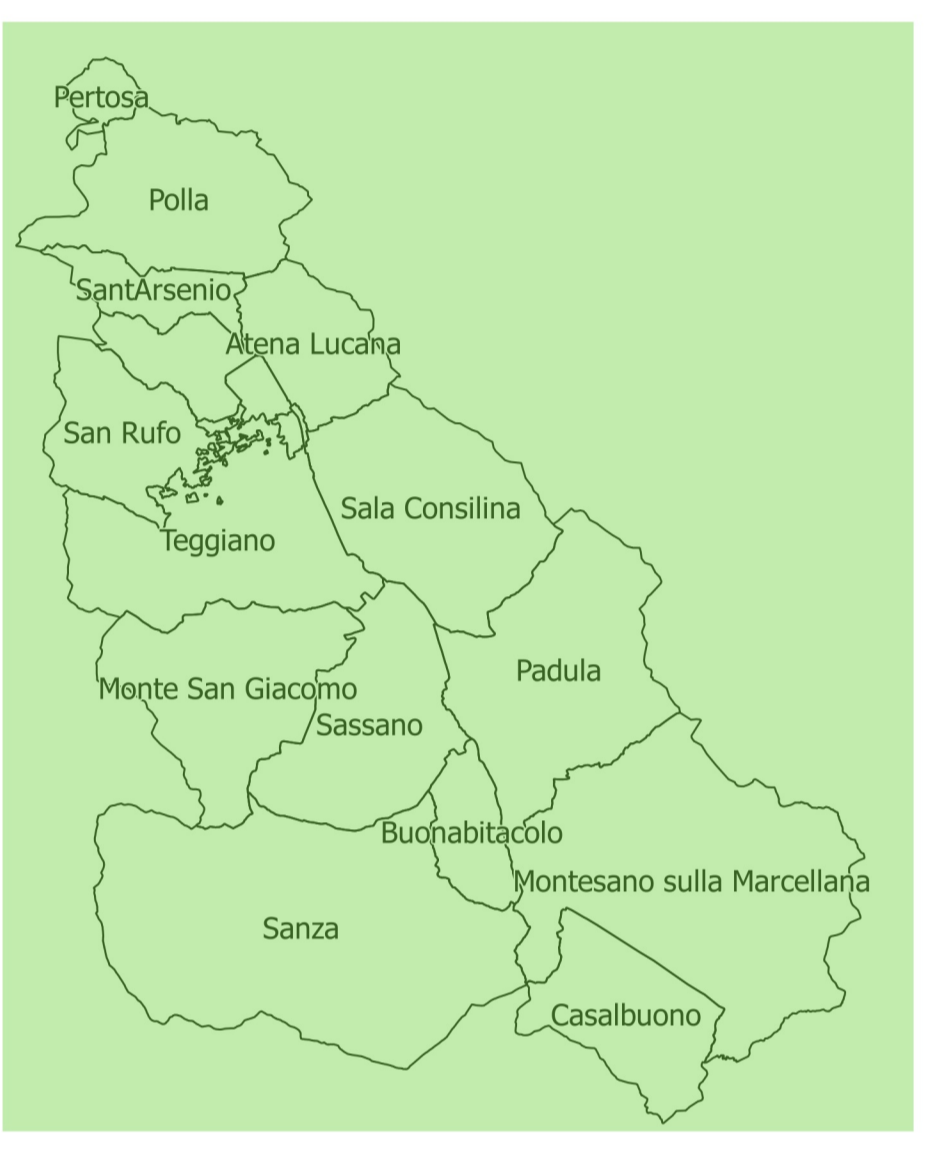 Pertosa
Polla
SantArsenio
Atena Lucana
San Rufo
Sala Consilina
Teggiano
Padula
Monte San Giacomo
Sassano
Buonabitacolo
Montesano sulla Marcellana
Sanza
Casalbuono